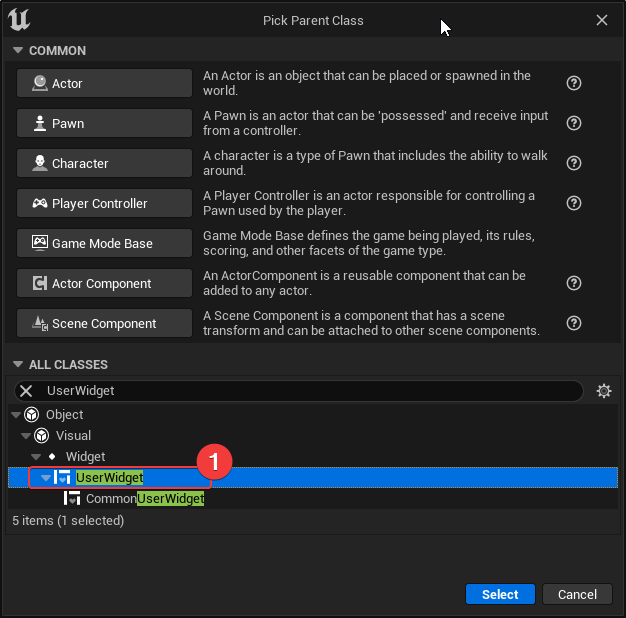 Pick Parent Class
COMMON
Actor
An Actor is an object that can be placed or spawned in the
world.
Pawn
A Pawn is an actor that can be 'possessed' and receive input
from a controller.
Character
A character is a type of Pawn that includes the ability to walk
around.
Player Controller
A Player Controller is an actor responsible for controlling a
Pawn used by the player.
Game Mode Base
Game Mode Base defines the game being played, its rules,
scoring, and other facets of the game type.
Actor Component
An ActorComponent is a reusable component that can be
added to any actor.
Scene Component
A Scene Component is a component that has a scene
transform and can be attached to other scene components.
ALL CLASSES
UserWidget
Object
Visual
Widget
UserWidget
1
CommonUserWidget
5 items (1 selected)
Select
Cancel